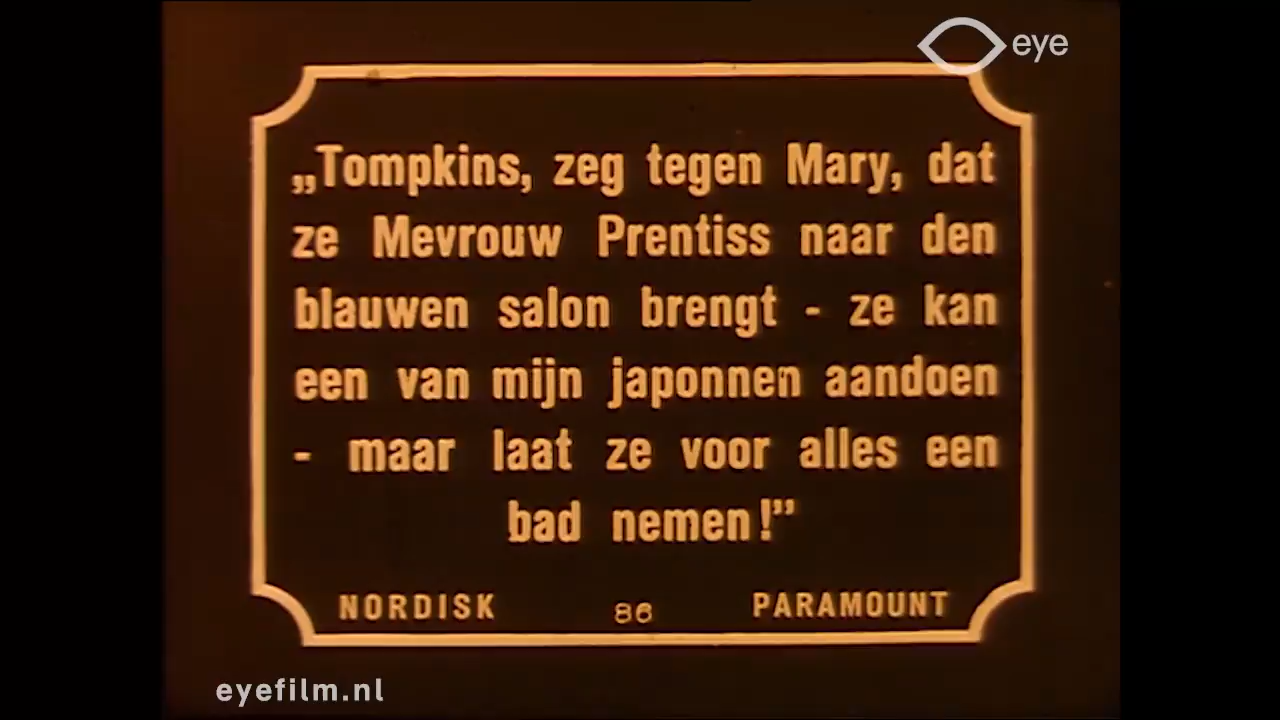 eye
„Tompkins, zeg tegen Mary, dat
ze Mevrouw Prentiss naar den
blauwen salon brengt - ze kan
een van mijn japonnen aandoen
- maar laat ze voor alles een
bad nemen!”
NORDISK 86 PARAMOUNT
eyefilm.nl